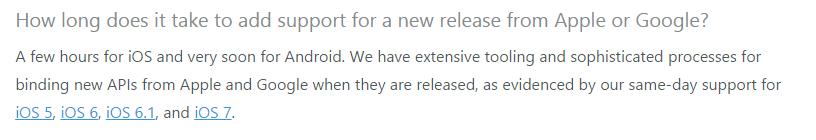 How long does it take to add support for a new release from Apple or Google?
A few hours for iOS and very soon for Android. We have extensive tooling and sophisticated processes for
binding new APIs from Apple and Google when they are released, as evidenced by our same-day support for
iOS 5, iOS 6, iOS 6.1, and iOS 7.